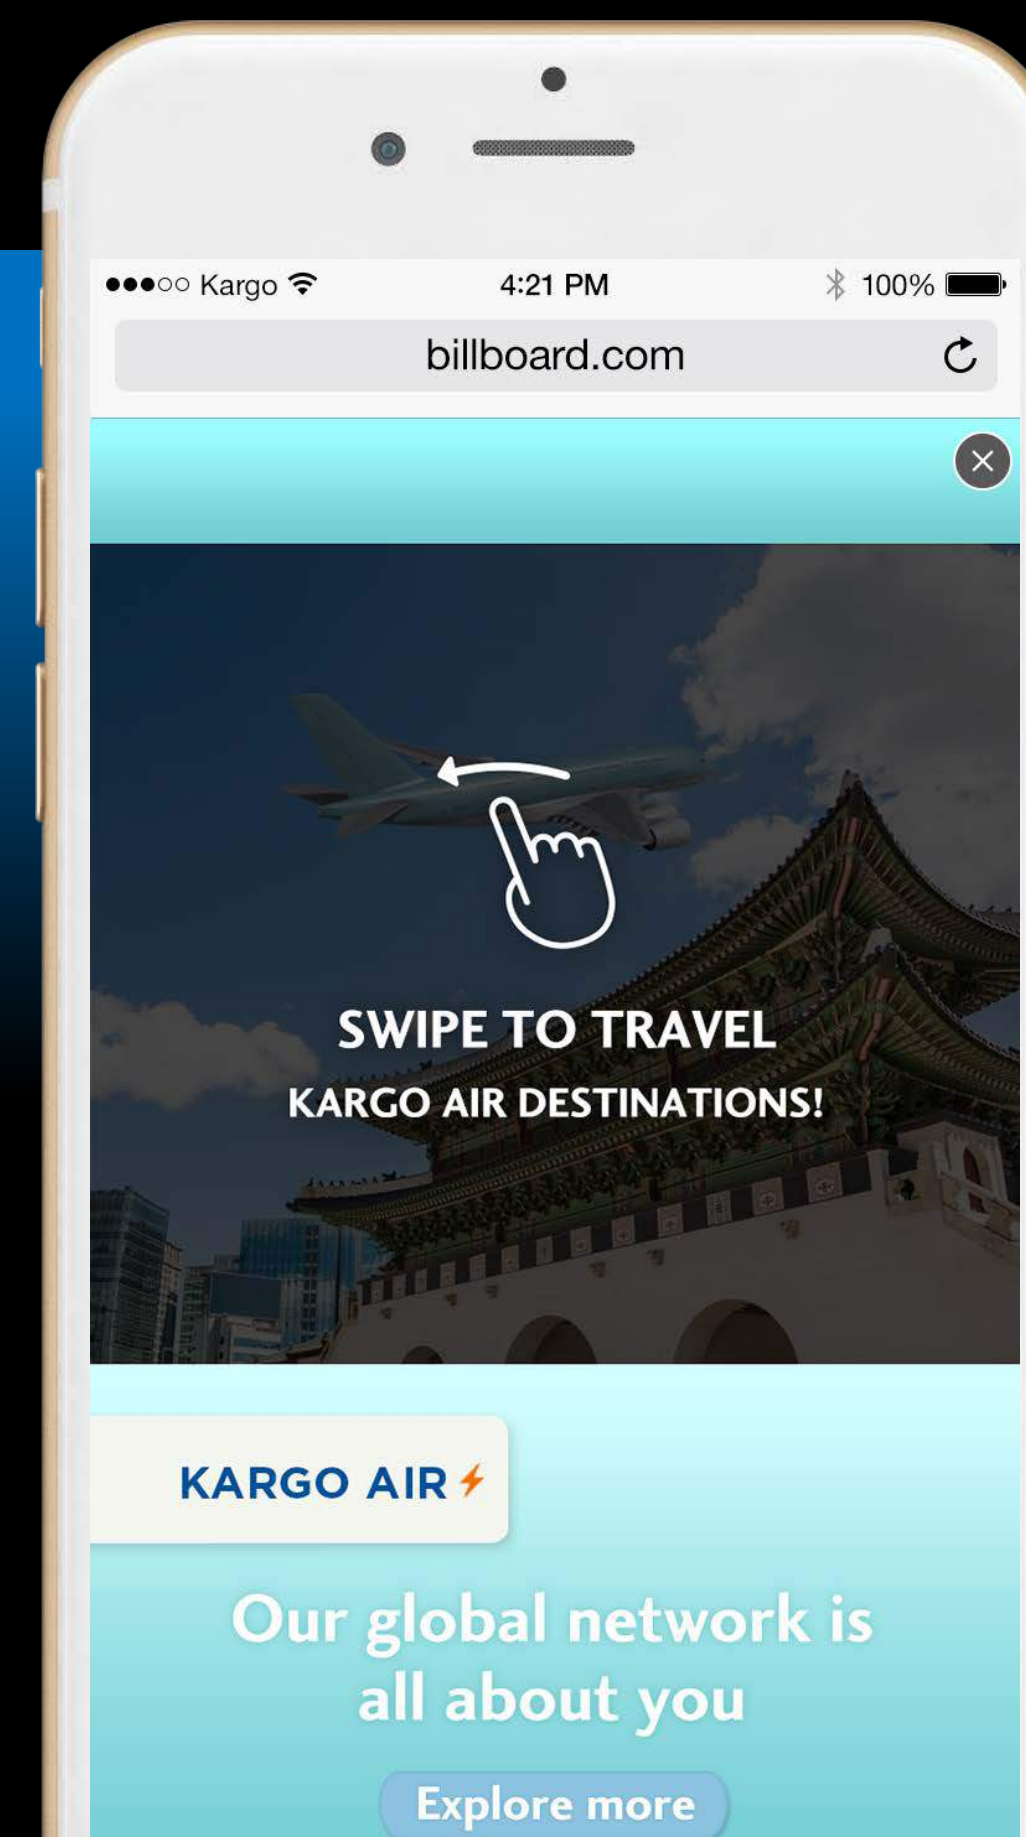 Kargo 4:21 PM 100%
billboard.com
SWIPE TO TRAVEL
KARGO AIR DESTINATIONS!
KARGO AIR
Our global network is
all about you
Explore more